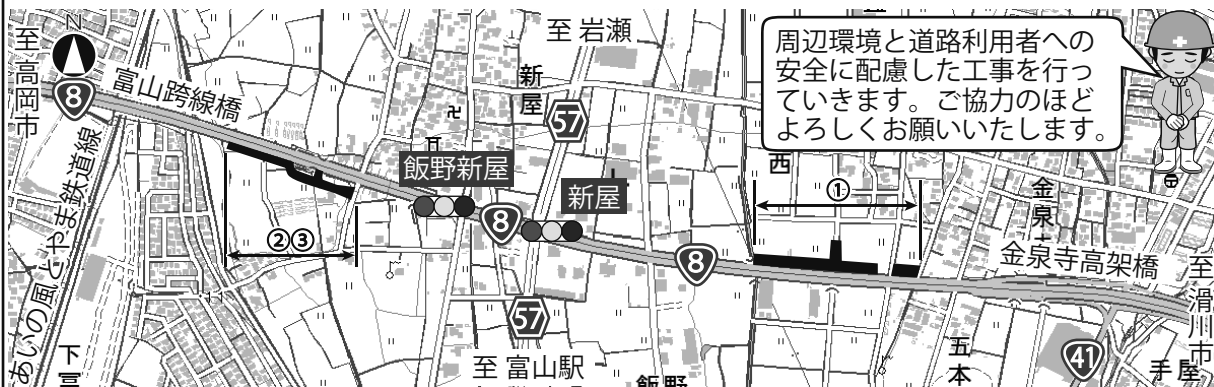 至 高岡市
N
8
富山跨線橋
あいの風とやま鉄道線
②③
飯野新屋
至 岩瀬
新屋
57
新屋
8
57
至 富山駅
飯野
周辺環境と道路利用者への
安全に配慮した工事を行っ
ていきます。ご協力のほど
よろしくお願いいたします。
西
①
8
金泉
金泉寺高架橋
至 滑川市
41
五本
手屋
下